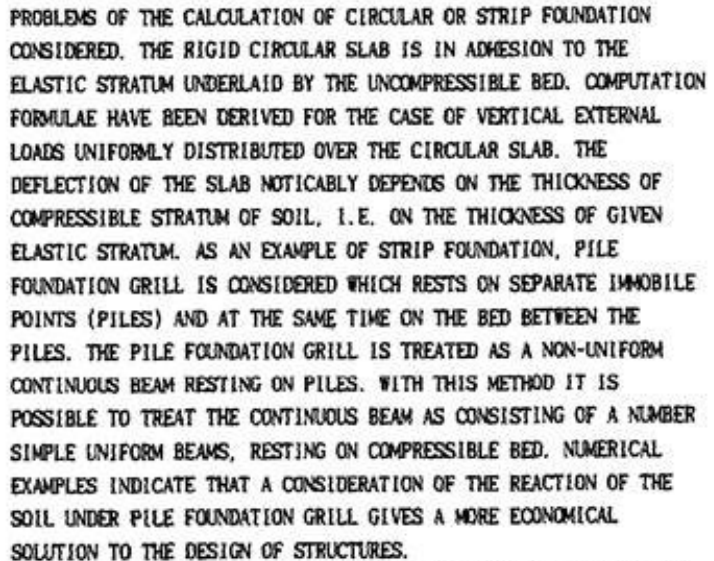 PROBLEMS OF THE CALCULATION OF CIRCULAR OR STRIP FOUNDATION
CONSIDERED. THE RIGID CIRCULAR SLAB IS IN ADHESION TO THE
ELASTIC STRATUM UNDERLAID BY THE UNCOMPRESSIBLE BED. COMPUTATION
FORMULAE HAVE BEEN DERIVED FOR THE CASE OF VERTICAL EXTERNAL
LOADS UNIFORMLY DISTRIBUTED OVER THE CIRCULAR SLAB. THE
DEFLECTION OF THE SLAB NOTICABLY DEPENDS ON THE THICKNESS OF
COMPRESSIBLE STRATUM OF SOIL, I.E. ON THE THICKNESS OF GIVEN
ELASTIC STRATUM. AS AN EXAMPLE OF STRIP FOUNDATION, PILE
FOUNDATION GRILL IS CONSIDERED WHICH RESTS ON SEPARATE IMMOBILE
POINTS (PILES) AND AT THE SAME TIME ON THE BED BETWEEN THE
PILES. THE PILE FOUNDATION GRILL IS TREATED AS A NON-UNIFORM
CONTINUOUS BEAM RESTING ON PILES. WITH THIS METHOD IT IS
POSSIBLE TO TREAT THE CONTINUOUS BEAM AS CONSISTING OF A NUMBER
SIMPLE UNIFORM BEAMS, RESTING ON COMPRESSIBLE BED. NUMERICAL
EXAMPLES INDICATE THAT A CONSIDERATION OF THE REACTION OF THE
SOIL UNDER PILE FOUNDATION GRILL GIVES A MORE ECONOMICAL
SOLUTION TO THE DESIGN OF STRUCTURES.